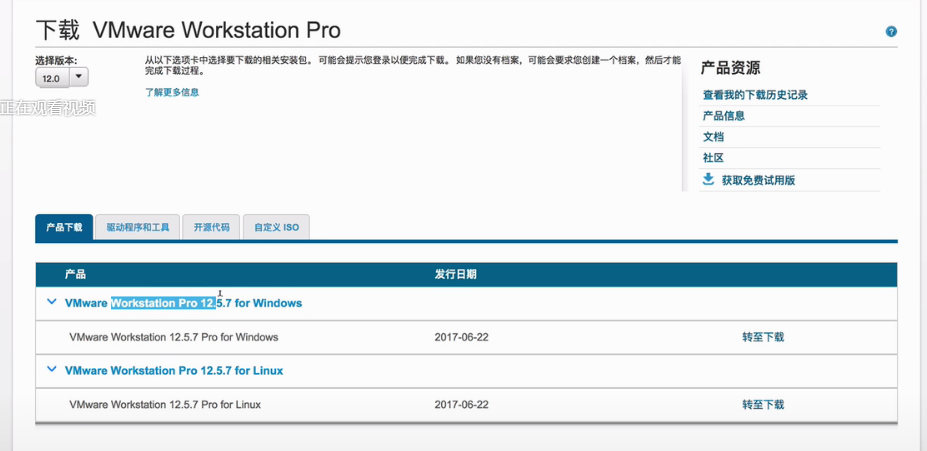 下载 VMware Workstation Pro
选择版本:
12.0
从以下选项卡中选择要下载的相关安装包。 可能会提示您登录以便完成下载。 如果您没有档案，可能会要求您创建一个档案，然后才能
完成下载过程。
了解更多信息
正在观看视频
产品资源
查看我的下载历史记录
产品信息
文档
社区
获取免费试用版
产品下载 驱动程序和工具 开源代码 自定义 ISO
产品 发行日期
VMware Workstation Pro 12.5.7 for Windows
VMware Workstation 12.5.7 Pro for Windows 2017-06-22 转至下载
VMware Workstation Pro 12.5.7 for Linux
VMware Workstation 12.5.7 Pro for Linux 2017-06-22 转至下载